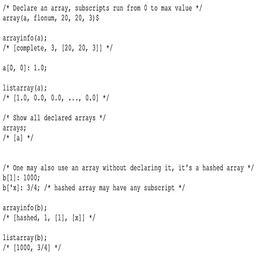 /* Declare an array, subscripts run from 0 to max value */
array(a, flonum, 20, 20, 3)$
arrayinfo(a);
/* [complete, 3, [20, 20, 3]] */
a[0, 0]: 1.0;
listarray(a);
/* [1.0, 0.0, 0.0, ..., 0.0] */
/* Show all declared arrays */
arrays;
/* [a] */
/* One may also use an array without declaring it, it's a hashed array */
b[1]: 1000;
b['x]: 3/4; /* hashed array may have any subscript */
arrayinfo(b);
/* [hashed, 1, [1], [x]] */
listarray(b);
/* [1000, 3/4] */